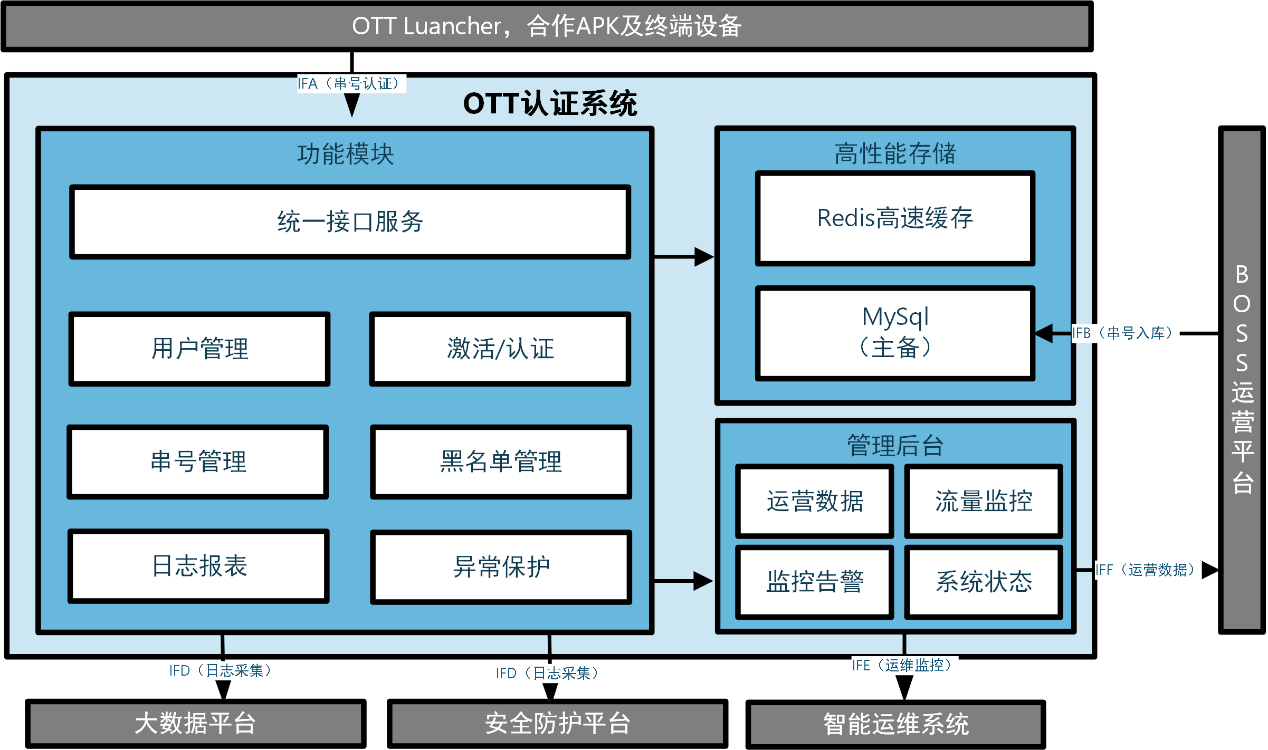 OTT Luancher，合作APK及终端设备
IFA（串号认证）
OTT认证系统
功能模块
统一接口服务
用户管理
激活/认证
串号管理
黑名单管理
日志报表
异常保护
高性能存储
Redis高速缓存
MySql
（主备）
IFB（串号入库）
管理后台
运营数据
流量监控
监控告警
系统状态
IFF（运营数据）
BOSS运营平台
IFD（日志采集）
IFD（日志采集）
IFE（运维监控）
大数据平台
安全防护平台
智能运维系统